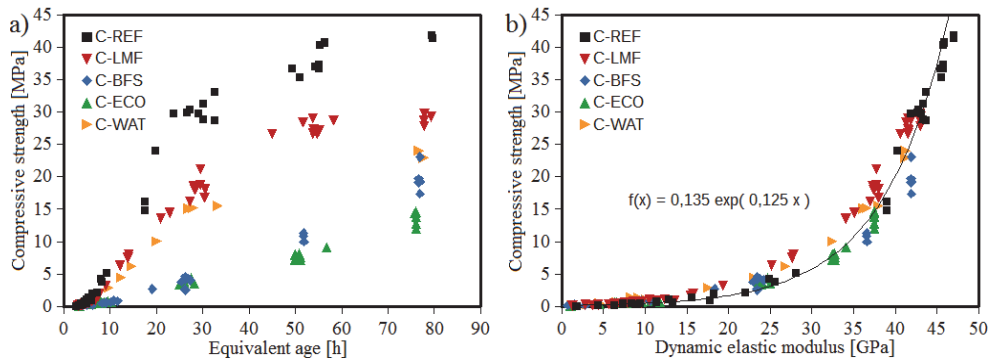 a)
Compressive strength [MPa]
45
40
35
30
25
20
15
10
5
0
C-REF
C-LMF
C-BFS
C-ECO
C-WAT
0 10 20 30 40 50 60 70 80 90
Equivalent age [h]
b)
Compressive strength [MPa]
45
40
35
30
25
20
15
10
5
0
C-REF
C-LMF
C-BFS
C-ECO
C-WAT
f(x) = 0,135 exp( 0,125 x )
0 5 10 15 20 25 30 35 40 45 50
Dynamic elastic modulus [GPa]